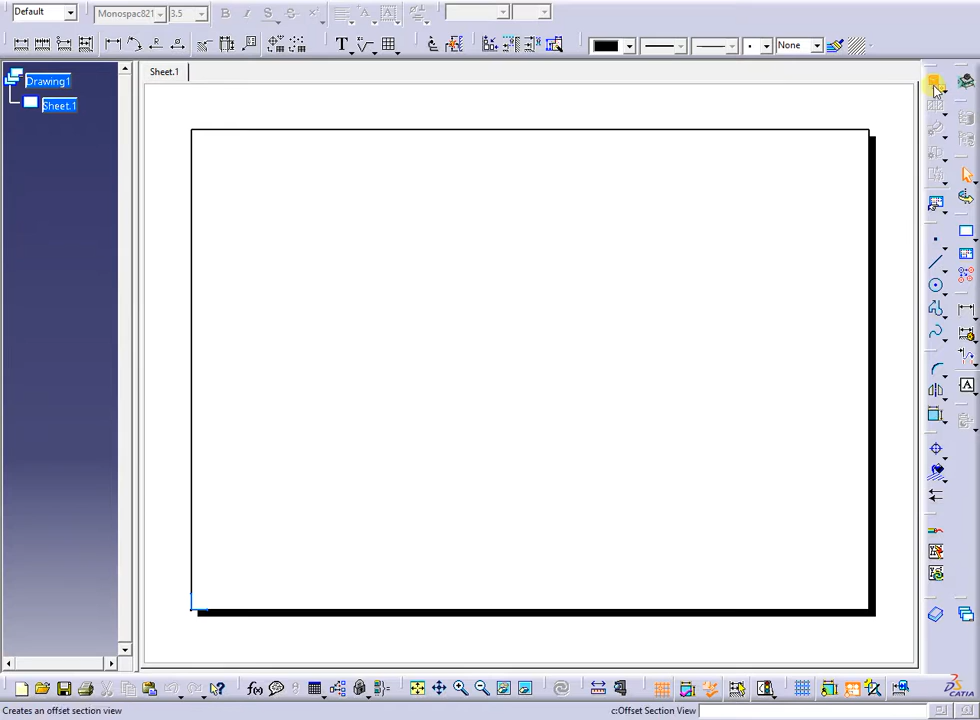 Default
Monospac821
3.5
B I S S x
T
None
Sheet.1
Drawing1
Sheet.1
A
f(x)
CATIA
Creates an offset section view
c:Offset Section View